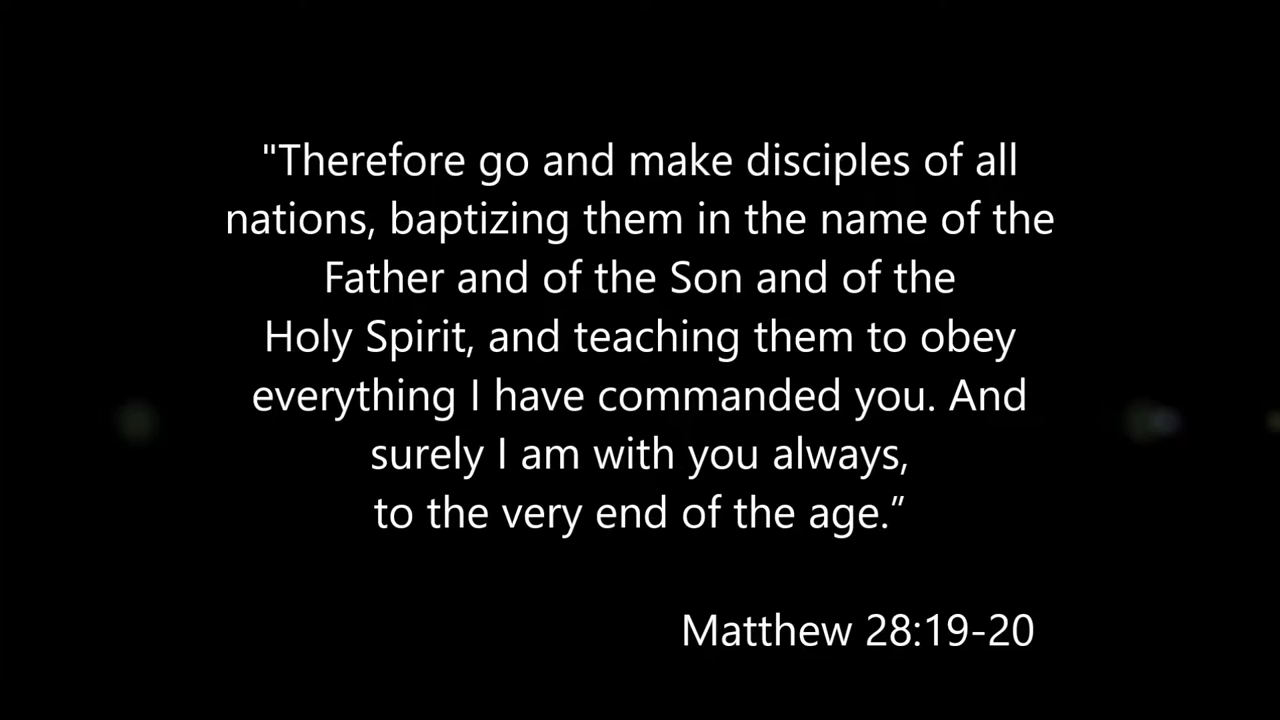 "Therefore go and make disciples of all
nations, baptizing them in the name of the
Father and of the Son and of the
Holy Spirit, and teaching them to obey
everything I have commanded you. And
surely I am with you always,
to the very end of the age.”
Matthew 28:19-20